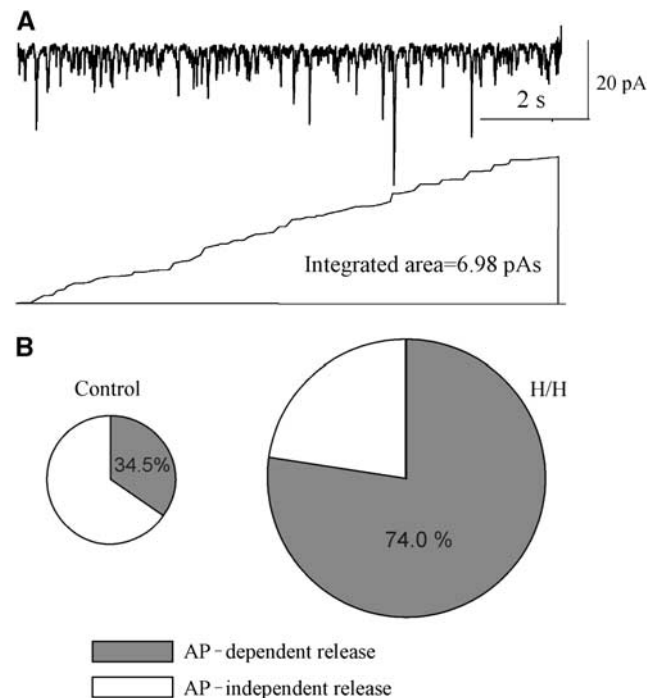 A
20 pA
2 s
Integrated area=6.98 pAs
B
Control
H/H
34.5%
74.0 %
AP-dependent release
AP-independent release